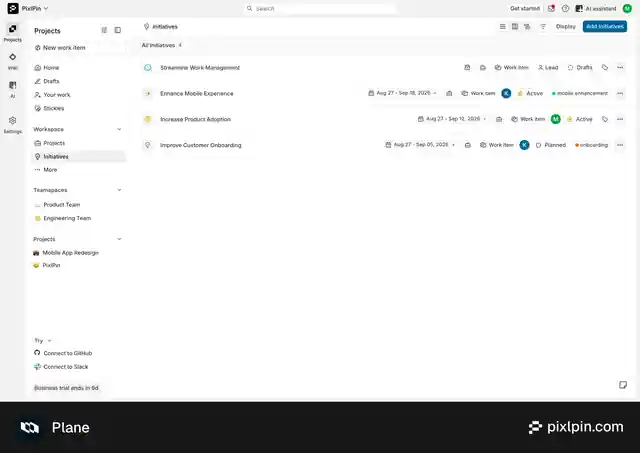 PixlPin
Search
Get started
AI assistant
M
Projects
Wiki
AI
Settings
Projects
New work item
Home
Drafts
Your work
Stickies
Workspace
Projects
Initiatives
More
Teamspaces
Product Team
Engineering Team
Projects
Mobile App Redesign
PixlPin
Try
Connect to GitHub
Connect to Slack
Business trial ends in 6d
Initiatives
Display
Add Initiatives
All Initiatives 4
Streamline Work Management
Work item
Lead
Drafts
Enhance Mobile Experience
Aug 27 - Sep 18, 2026
Work item
K
Active
mobile enhancement
Increase Product Adoption
Aug 27 - Sep 12, 2026
Work item
M
Active
Improve Customer Onboarding
Aug 27 - Sep 05, 2026
Work item
K
Planned
onboarding
Plane
pixlpin.com